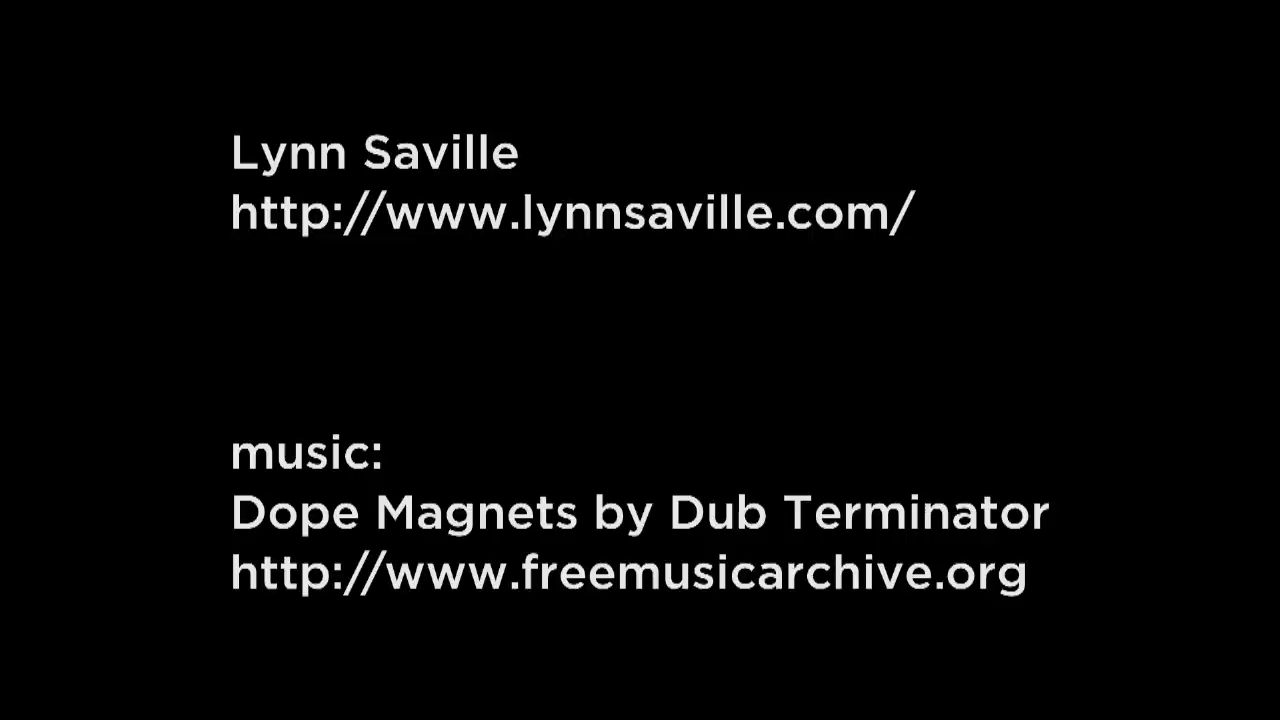 Lynn Saville
http://www.lynnsaville.com/
music:
Dope Magnets by Dub Terminator
http://www.freemusicarchive.org